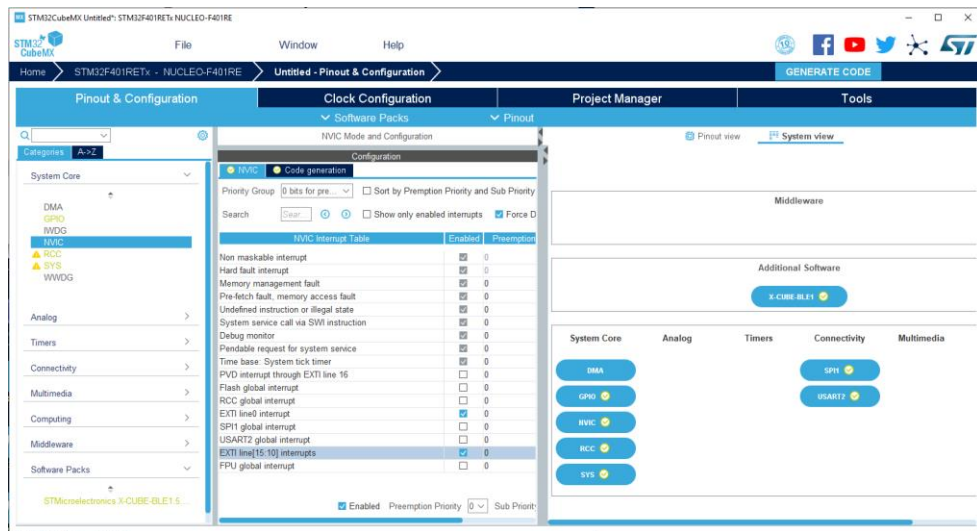 STM32CubeMX Untitled*: STM32F401RETx NUCLEO-F401RE
STM32 CubeMX
File Window Help
Home STM32F401RETx - NUCLEO-F401RE Untitled - Pinout & Configuration GENERATE CODE
Pinout & Configuration Clock Configuration Project Manager Tools
Software Packs Pinout
NVIC Mode and Configuration
Pinout view System view
Categories A->Z
Configuration
System Core
NVIC Code generation
Priority Group 0 bits for pre... Sort by Premption Priority and Sub Priority
DMA
GPIO
IWDG
NVIC
RCC
SYS
WWDG
Search Sear... Show only enabled interrupts Force D
NVIC Interrupt Table Enabled Preemption
Non maskable interrupt 0
Hard fault interrupt 0
Memory management fault 0
Pre-fetch fault, memory access fault 0
Undefined instruction or illegal state 0
System service call via SWI instruction 0
Debug monitor 0
Pendable request for system service 0
Time base: System tick timer 0
PVD interrupt through EXTI line 16 0
Flash global interrupt 0
RCC global interrupt 0
EXTI line0 interrupt 0
SPI1 global interrupt 0
USART2 global interrupt 0
EXTI line[15:10] interrupts 0
FPU global interrupt 0
Enabled Preemption Priority 0 Sub Priorit
Analog
Timers
Connectivity
Multimedia
Computing
Middleware
Software Packs
STMicroelectronics X-CUBE-BLE1 5...
Middleware
Additional Software
X-CUBE-BLE1
System Core Analog Timers Connectivity Multimedia
DMA SPI1
GPIO USART2
NVIC
RCC
SYS